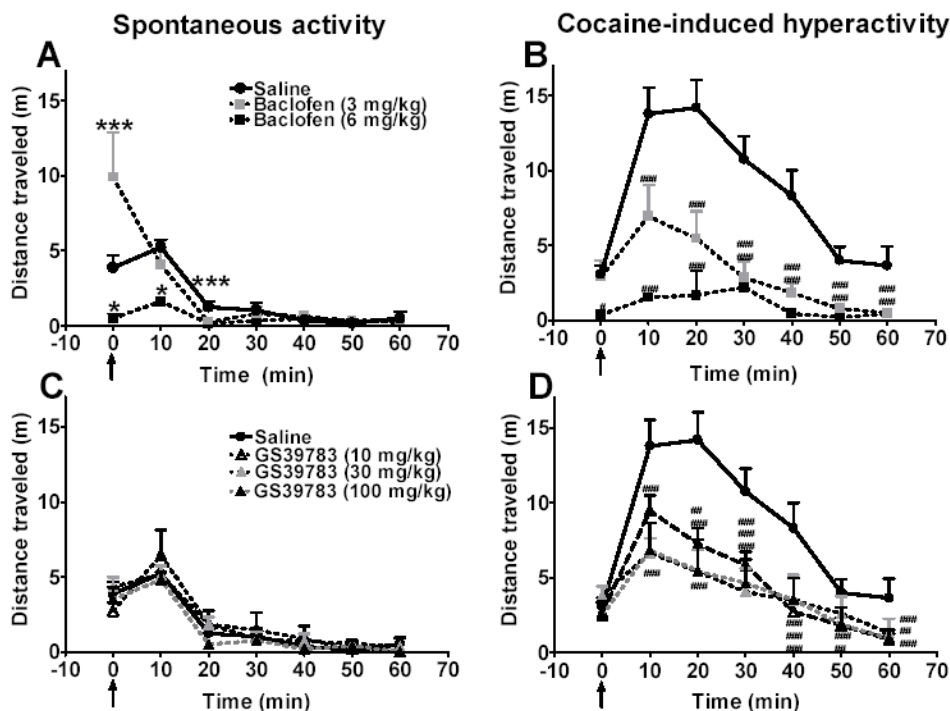 Spontaneous activity
Cocaine-induced hyperactivity
A
Distance traveled (m)
15
10
5
0
Saline
Baclofen (3 mg/kg)
Baclofen (6 mg/kg)
***
***
*
*
-10 0 10 20 30 40 50 60 70
Time (min)
B
Distance traveled (m)
15
10
5
0
###
###
###
###
###
###
###
###
###
###
###
###
#
-10 0 10 20 30 40 50 60 70
Time (min)
C
Distance traveled (m)
15
10
5
0
Saline
GS39783 (10 mg/kg)
GS39783 (30 mg/kg)
GS39783 (100 mg/kg)
-10 0 10 20 30 40 50 60 70
Time (min)
D
Distance traveled (m)
15
10
5
0
###
##
###
###
###
###
###
###
-10 0 10 20 30 40 50 60 70
Time (min)